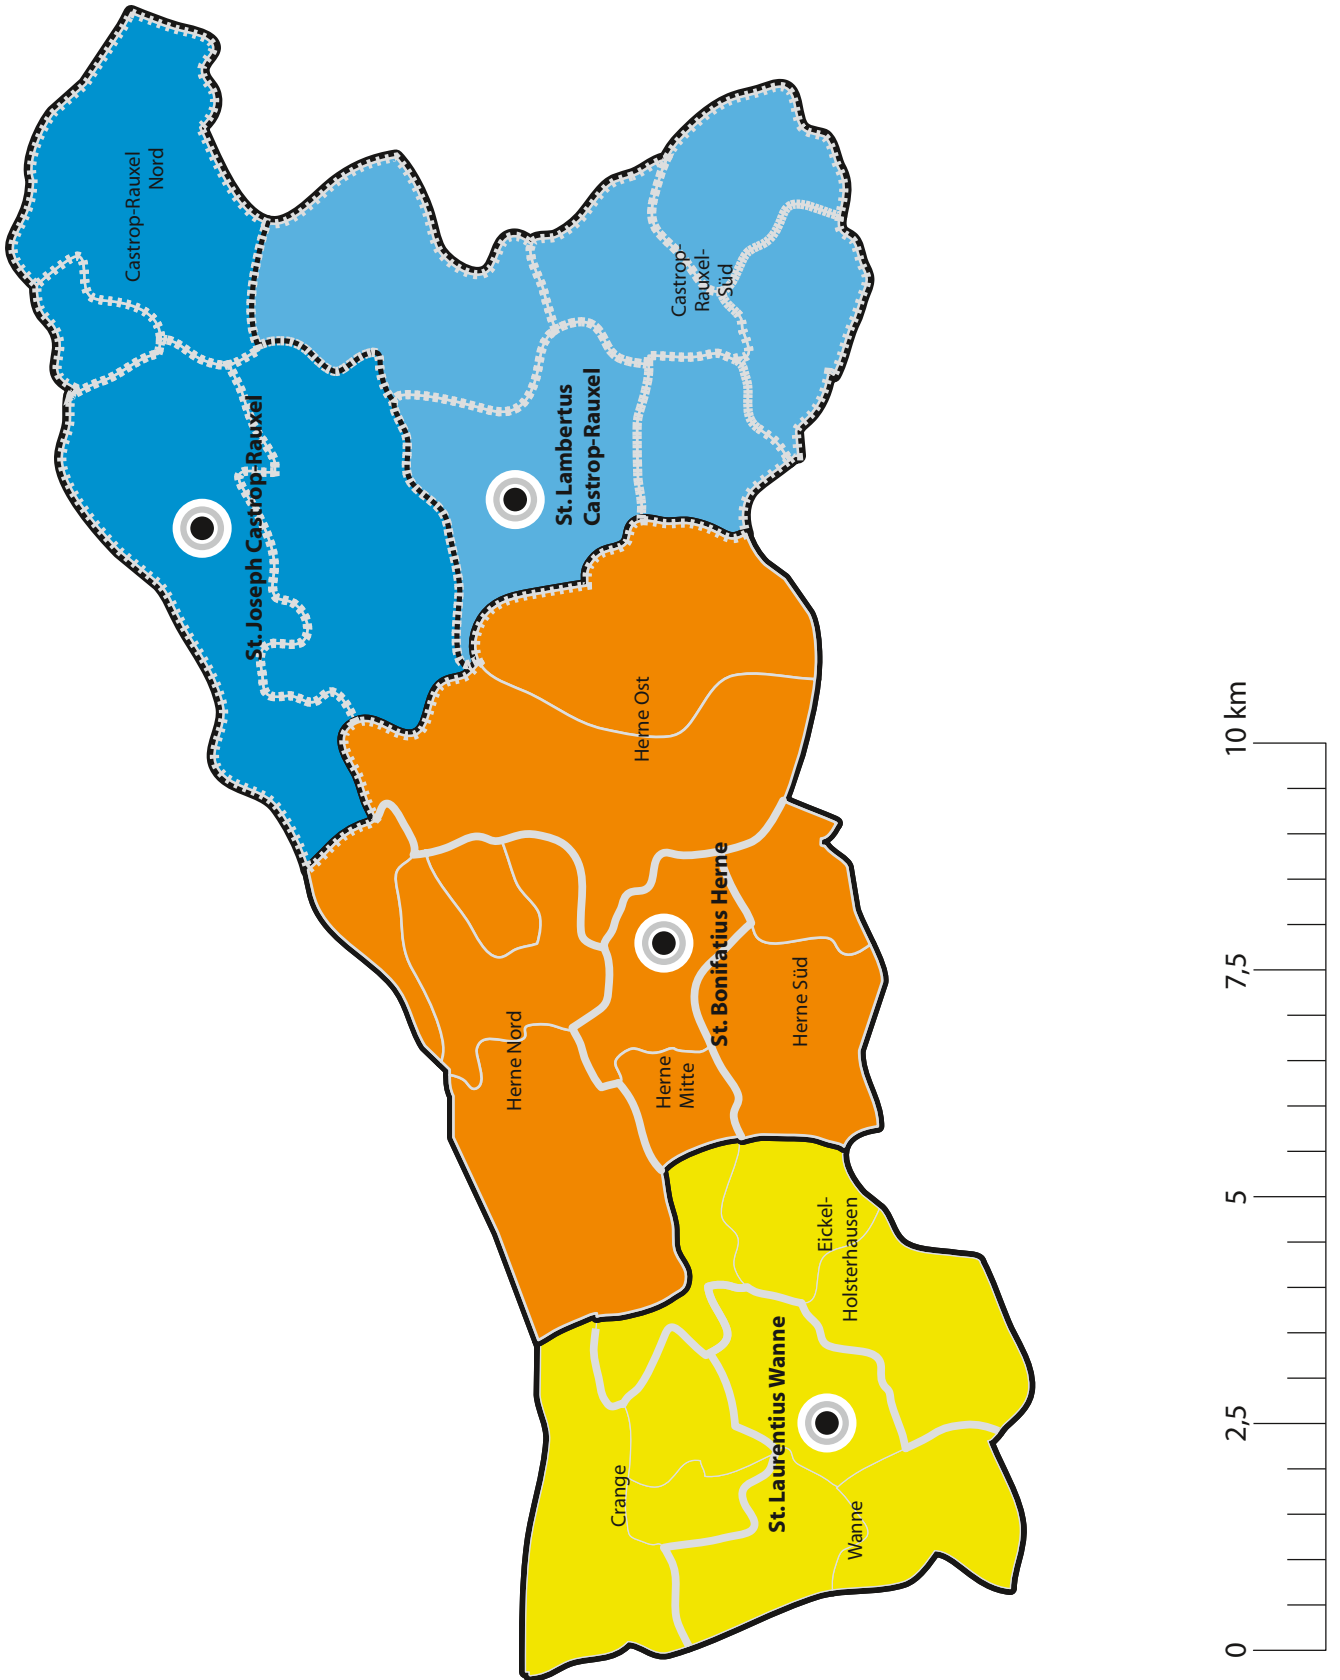 Castrop-Rauxel
Nord
St. Joseph Castrop-Rauxel
St. Lambertus
Castrop-Rauxel
Castrop-
Rauxel-
Süd
Herne Ost
Herne Nord
Herne
Mitte
St. Bonifatius Herne
Herne Süd
Crange
St. Laurentius Wanne
Eickel-
Holsterhausen
Wanne
0
2,5
5
7,5
10 km